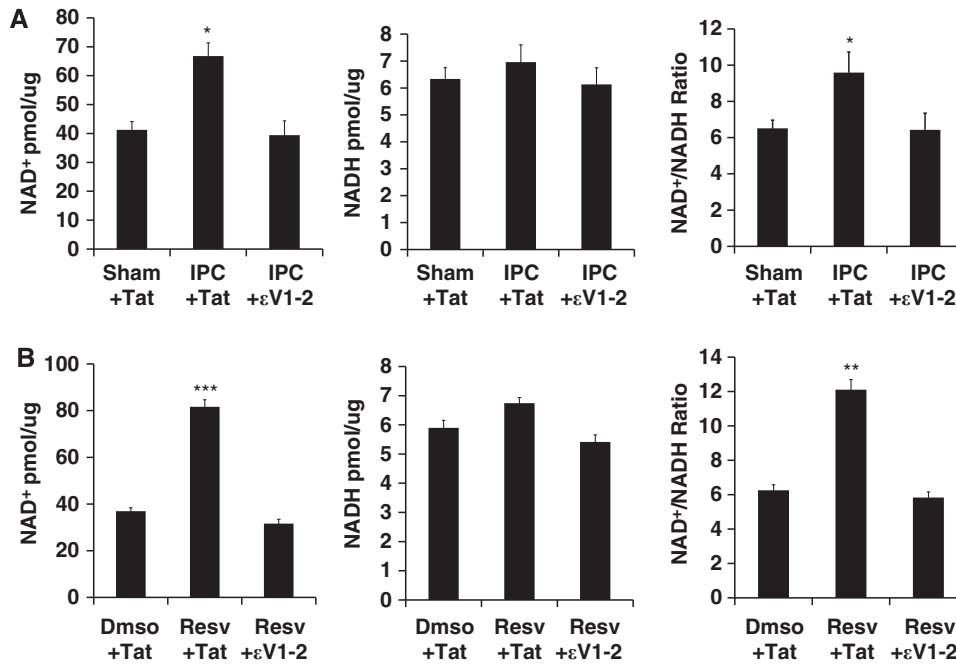 A
NAD+ pmol/ug
80
70
60
50
40
30
20
10
0
*
Sham +Tat
IPC +Tat
IPC +εV1-2
NADH pmol/ug
8
7
6
5
4
3
2
1
0
Sham +Tat
IPC +Tat
IPC +εV1-2
NAD+/NADH Ratio
12
10
8
6
4
2
0
*
Sham +Tat
IPC +Tat
IPC +εV1-2
B
NAD+ pmol/ug
100
80
60
40
20
0
***
Dmso +Tat
Resv +Tat
Resv +εV1-2
NADH pmol/ug
8
7
6
5
4
3
2
1
0
Dmso +Tat
Resv +Tat
Resv +εV1-2
NAD+/NADH Ratio
14
12
10
8
6
4
2
0
**
Dmso +Tat
Resv +Tat
Resv +εV1-2